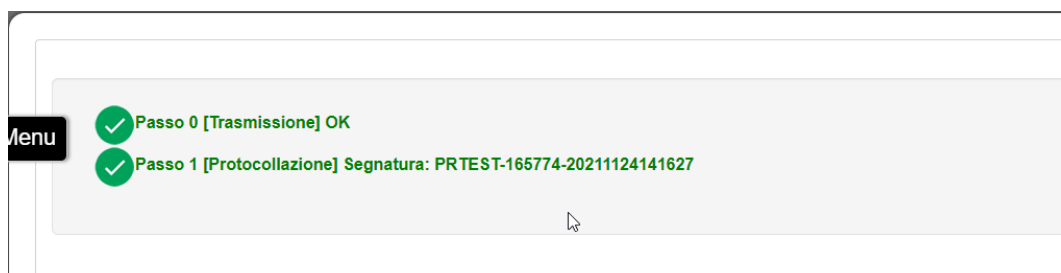 Passo 0 [Trasmissione] OK
Menu
Passo 1 [Protocollazione] Segnatura: PRTEST-165774-20211124141627